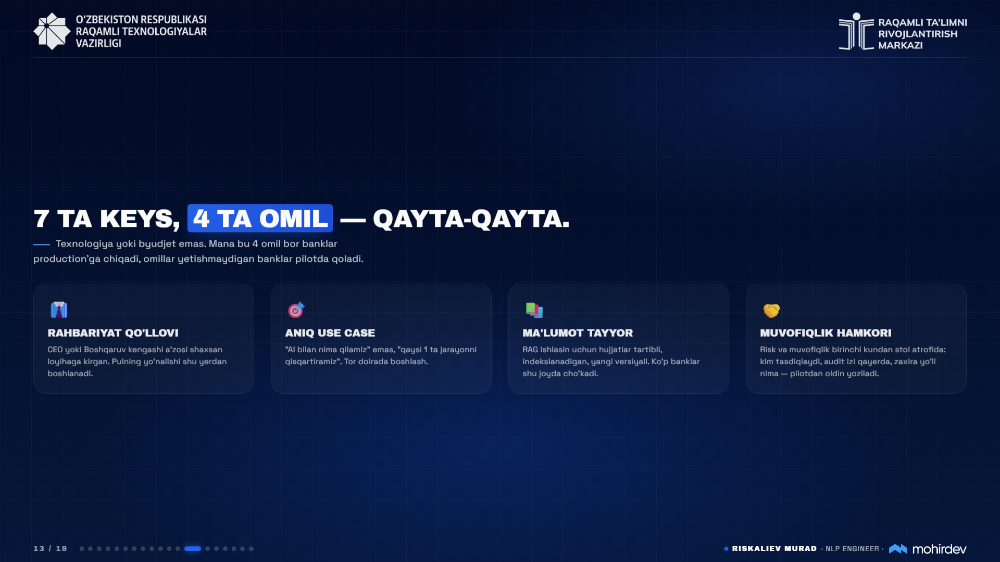 O'ZBEKISTON RESPUBLIKASI
RAQAMLI TEXNOLOGIYALAR
VAZIRLIGI
RAQAMLI TA'LIMNI
RIVOJLANTIRISH
MARKAZI
7 TA KEYS, 4 TA OMIL — QAYTA-QAYTA.
— Texnologiya yoki byudjet emas. Mana bu 4 omil bor banklar
production'ga chiqadi, omillar yetishmaydigan banklar pilotda qoladi.
RAHBARIYAT QO'LLOVI
CEO yoki Boshqaruv kengashi a'zosi shaxsan
loyihaga kirgan. Pulning yo'nalishi shu yerdan
boshlanadi.
ANIQ USE CASE
"AI bilan nima qilamiz" emas, "qaysi 1 ta jarayonni
qisqartiramiz". Tor doirada boshlash.
MA'LUMOT TAYYOR
RAG ishlasin uchun hujjatlar tartibli,
indekslanadigan, yangi versiyali. Ko'p banklar
shu joyda cho'kadi.
MUVOFIQLIK HAMKORI
Risk va muvofiqlik birinchi kundan stol atrofida:
kim tasdiqlaydi, audit izi qayerda, zaxira yo'li
nima — pilotdan oldin yoziladi.
13 / 19
RISKALIEV MURAD · NLP ENGINEER · mohirdev